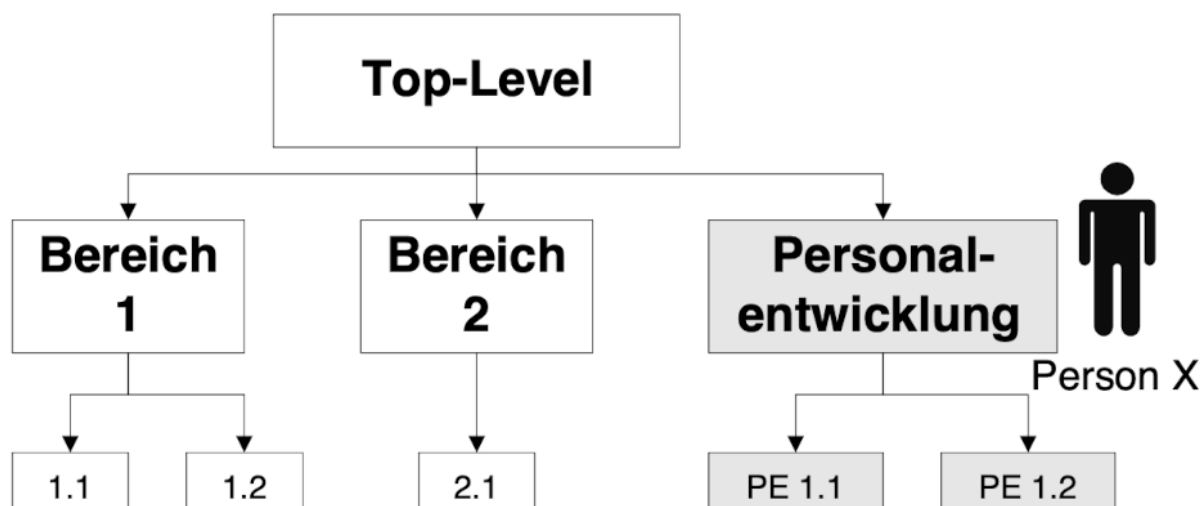 Top-Level
Bereich
1
Bereich
2
Personal-
entwicklung
Person X
1.1
1.2
2.1
PE 1.1
PE 1.2